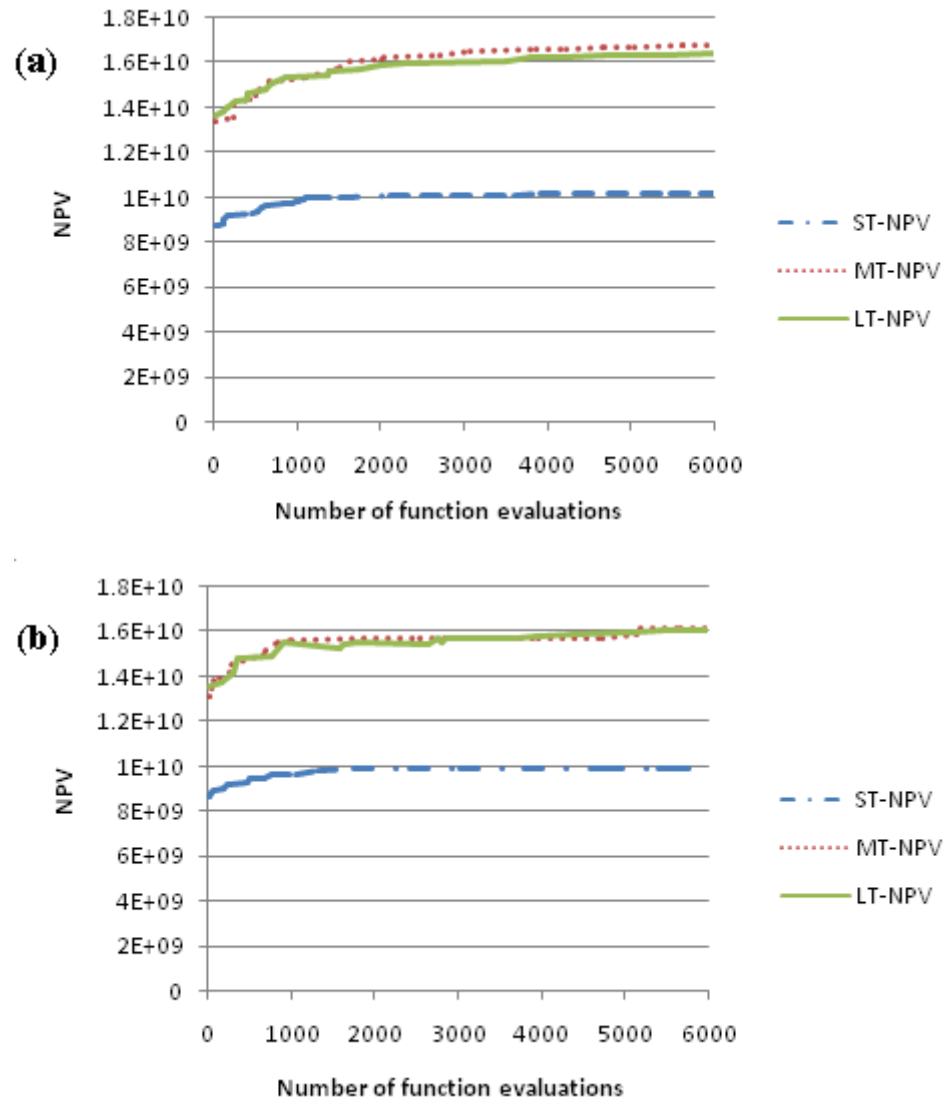 (a)
NPV
1.8E+10
1.6E+10
1.4E+10
1.2E+10
1E+10
8E+09
6E+09
4E+09
2E+09
0
0 1000 2000 3000 4000 5000 6000
Number of function evaluations
ST-NPV
MT-NPV
LT-NPV
(b)
NPV
1.8E+10
1.6E+10
1.4E+10
1.2E+10
1E+10
8E+09
6E+09
4E+09
2E+09
0
0 1000 2000 3000 4000 5000 6000
Number of function evaluations
ST-NPV
MT-NPV
LT-NPV